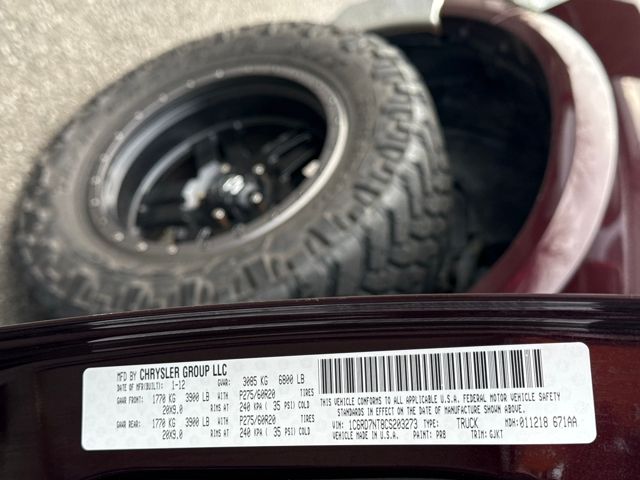 MFD BY CHRYSLER GROUP LLC
DATE OF MFR(BUILT): 1-12 GVWR: 3085 KG 6800 LB
GAWR FRONT: 1770 KG 3900 LB WITH P275/60R20 TIRES
20X9.0 RIMS AT 240 KPA ( 35 PSI) COLD
GAWR REAR: 1770 KG 3900 LB WITH P275/60R20 TIRES
20X9.0 RIMS AT 240 KPA ( 35 PSI) COLD
THIS VEHICLE CONFORMS TO ALL APPLICABLE U.S.A. FEDERAL MOTOR VEHICLE SAFETY
STANDARDS IN EFFECT ON THE DATE OF MANUFACTURE SHOWN ABOVE.
VIN: 1C6RD7NT8CS203273 TYPE: TRUCK MDH: 011218 671AA
VEHICLE MADE IN U.S.A. PAINT: PR8 TRIM: GJKT